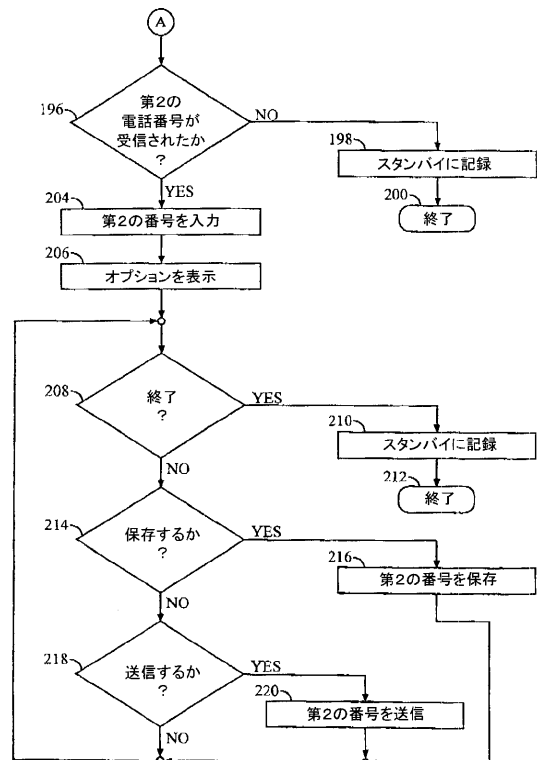 A
196
第2の
電話番号が
受信されたか
?
NO
198
スタンバイに記録
200
終了
YES
204
第2の番号を入力
206
オプションを表示
208
終了
?
YES
210
スタンバイに記録
212
終了
NO
214
保存するか
?
YES
216
第2の番号を保存
NO
218
送信するか
?
YES
220
第2の番号を送信
NO